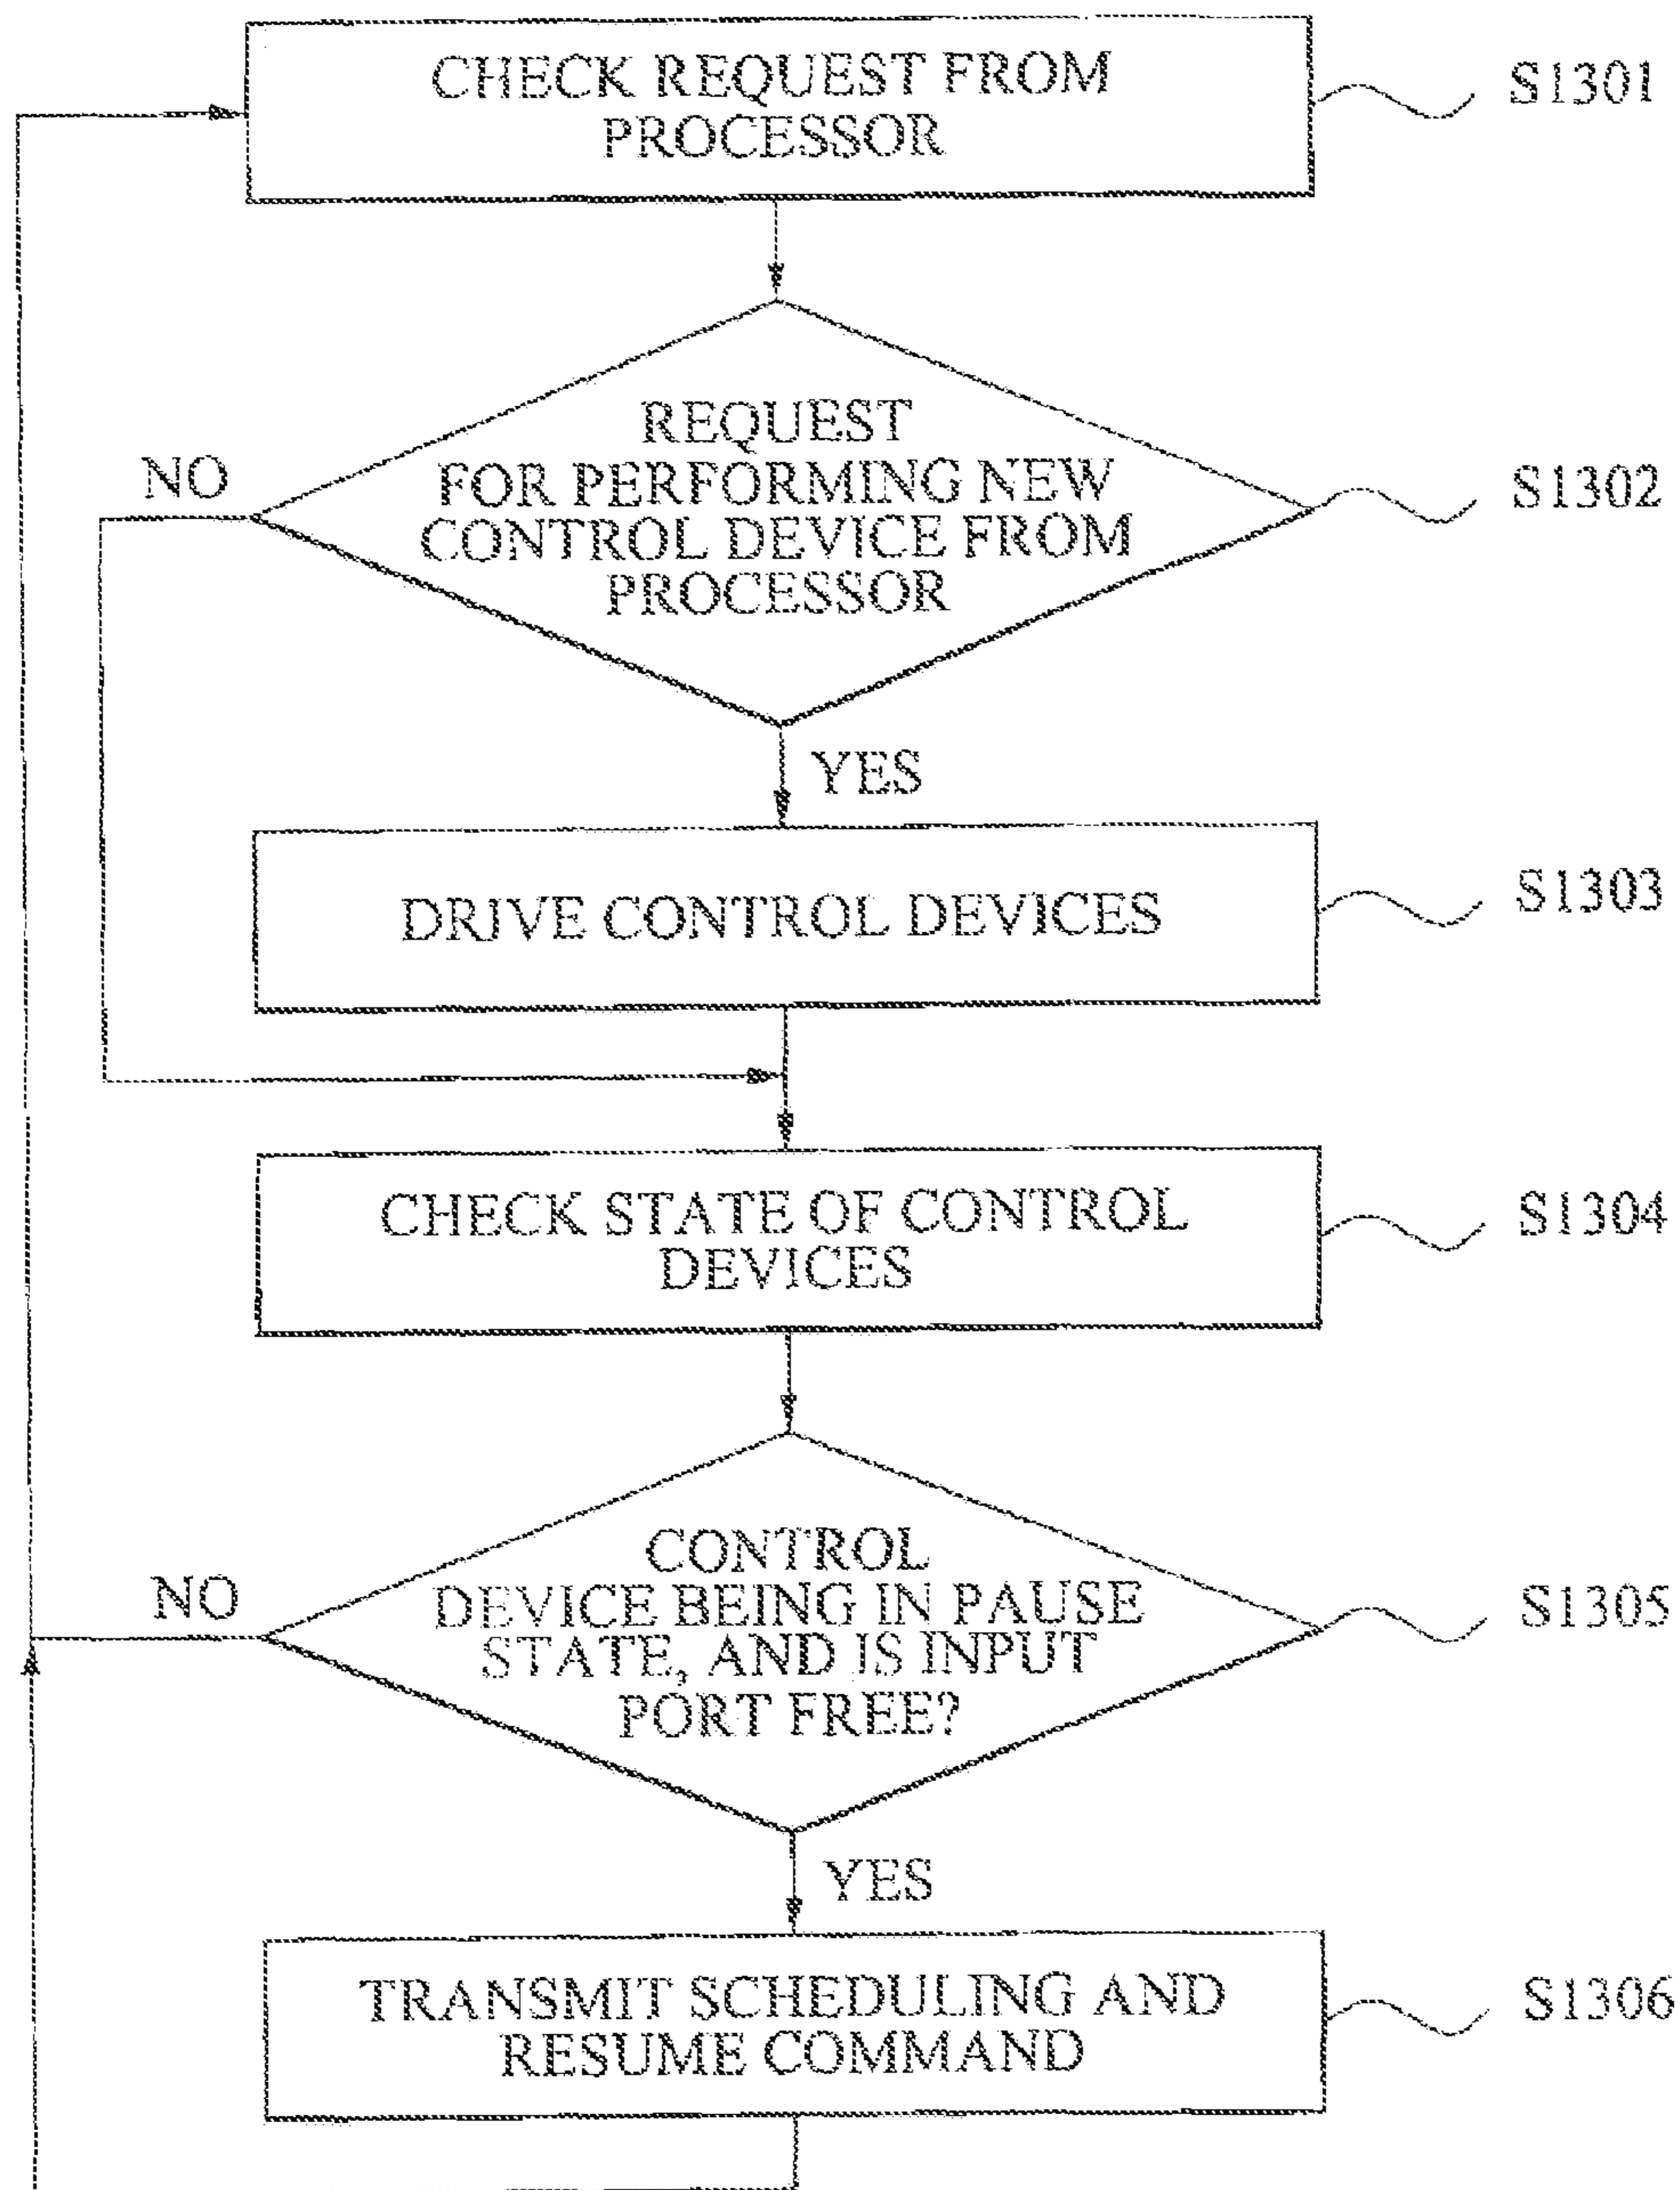 CHECK REQUEST FROM
PROCESSOR
S1301
REQUEST
FOR PERFORMING NEW
CONTROL DEVICE FROM
PROCESSOR
NO
S1302
YES
DRIVE CONTROL DEVICES
S1303
CHECK STATE OF CONTROL
DEVICES
S1304
CONTROL
DEVICE BEING IN PAUSE
STATE, AND IS INPUT
PORT FREE?
NO
S1305
YES
TRANSMIT SCHEDULING AND
RESUME COMMAND
S1306